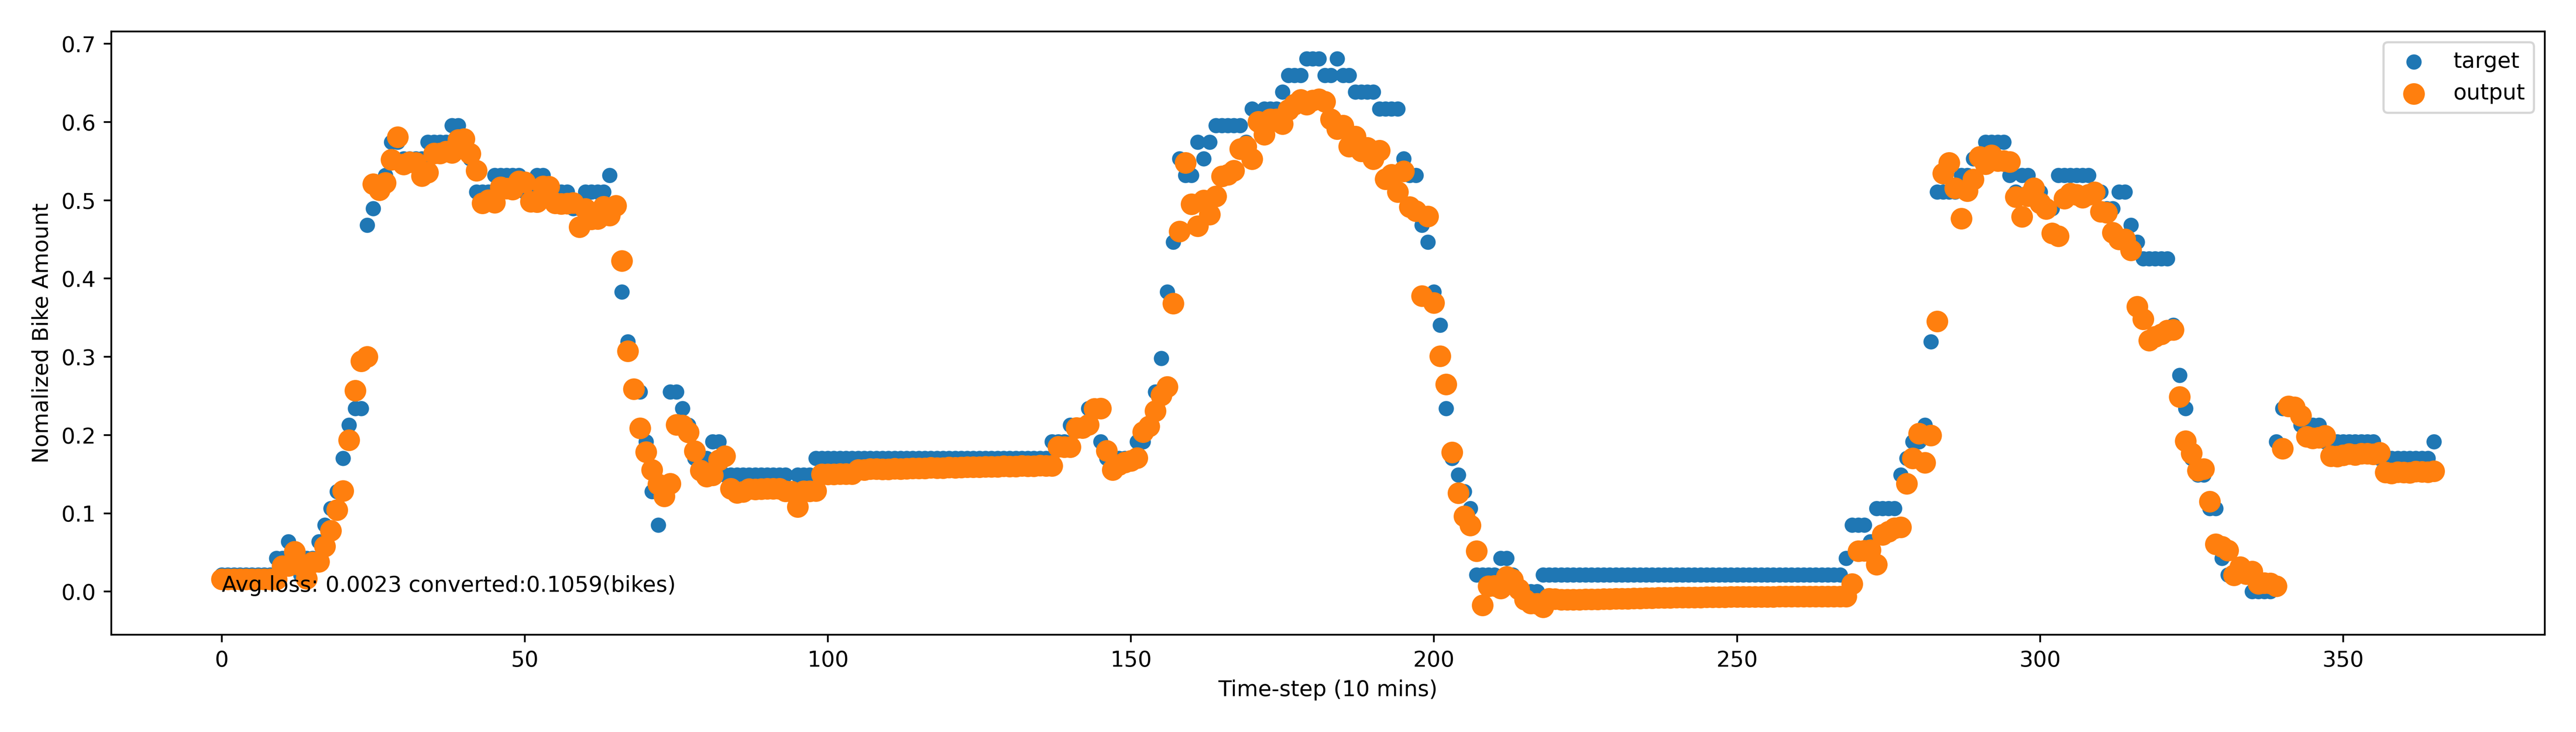 0.7
0.6
0.5
0.4
0.3
0.2
0.1
0.0
Nomalized Bike Amount
target
output
Avg.loss: 0.0023 converted:0.1059(bikes)
0 50 100 150 200 250 300 350
Time-step (10 mins)